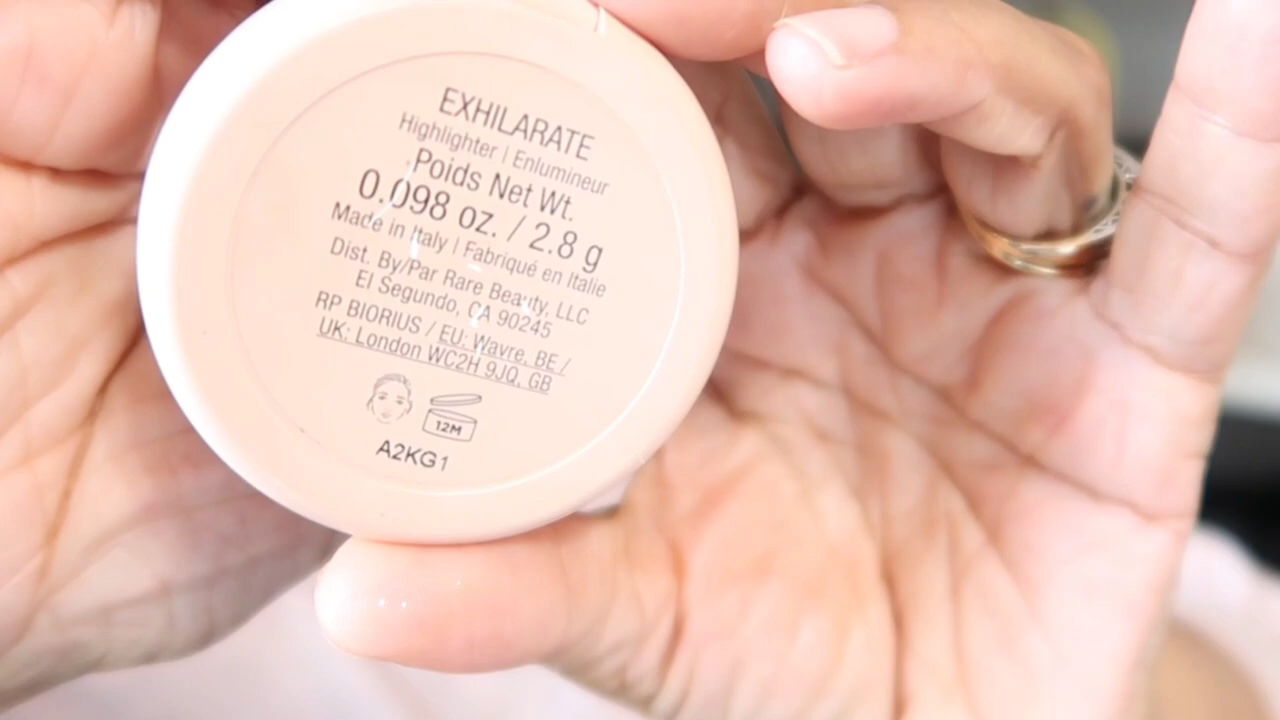 EXHILARATE
Highlighter | Enlumineur
Poids Net Wt.
0.098 oz. / 2.8 g
Made in Italy | Fabriqué en Italie
Dist. By/Par Rare Beauty, LLC
El Segundo, CA 90245
RP BIORIUS / EU: Wavre, BE /
UK: London WC2H 9JQ, GB
12M
A2KG1